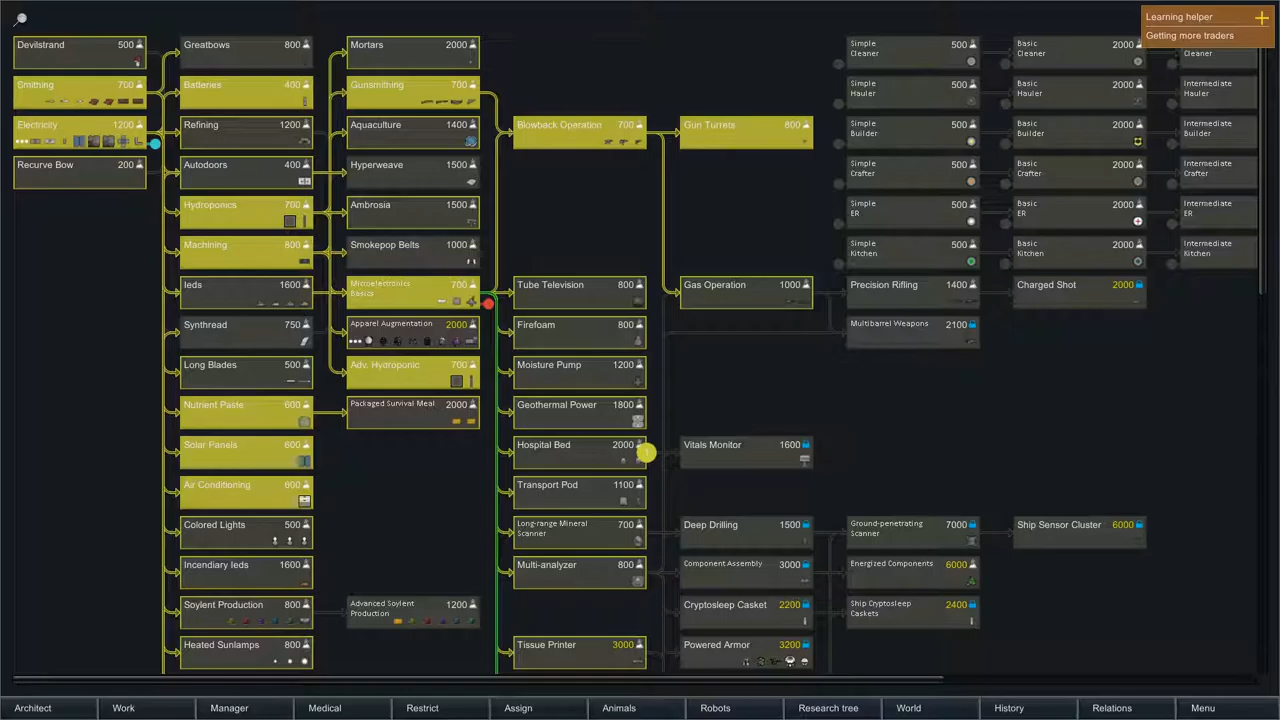 Learning helper
Getting more traders
Devilstrand 500
Greatbows 800
Mortars 2000
Simple Cleaner 500
Basic Cleaner 2000
Cleaner
Smithing 700
Batteries 400
Gunsmithing 700
Simple Hauler 500
Basic Hauler 2000
Intermediate Hauler
Electricity 1200
Refining 1200
Aquaculture 1400
Blowback Operation 700
Gun Turrets 800
Simple Builder 500
Basic Builder 2000
Intermediate Builder
Recurve Bow 200
Autodoors 400
Hyperweave 1500
Simple Crafter 500
Basic Crafter 2000
Intermediate Crafter
Hydroponics 700
Ambrosia 1500
Simple ER 500
Basic ER 2000
Intermediate ER
Machining 800
Smokepop Belts 1000
Simple Kitchen 500
Basic Kitchen 2000
Intermediate Kitchen
Ieds 1600
Microelectronics Basics 700
Tube Television 800
Gas Operation 1000
Precision Rifling 1400
Charged Shot 2000
Synthread 750
Apparel Augmentation 2000
Firefoam 800
Multibarrel Weapons 2100
Long Blades 500
Adv. Hydroponic 700
Moisture Pump 1200
Nutrient Paste 600
Packaged Survival Meal 2000
Geothermal Power 1800
Solar Panels 600
Hospital Bed 2000
Vitals Monitor 1600
Air Conditioning 600
Transport Pod 1100
Colored Lights 500
Long-range Mineral Scanner 700
Deep Drilling 1500
Ground-penetrating Scanner 7000
Ship Sensor Cluster 6000
Incendiary Ieds 1600
Multi-analyzer 800
Component Assembly 3000
Energized Components 6000
Soylent Production 800
Advanced Soylent Production 1200
Cryptosleep Casket 2200
Ship Cryptosleep Caskets 2400
Heated Sunlamps 800
Tissue Printer 3000
Powered Armor 3200
Architect
Work
Manager
Medical
Restrict
Assign
Animals
Robots
Research tree
World
History
Relations
Menu